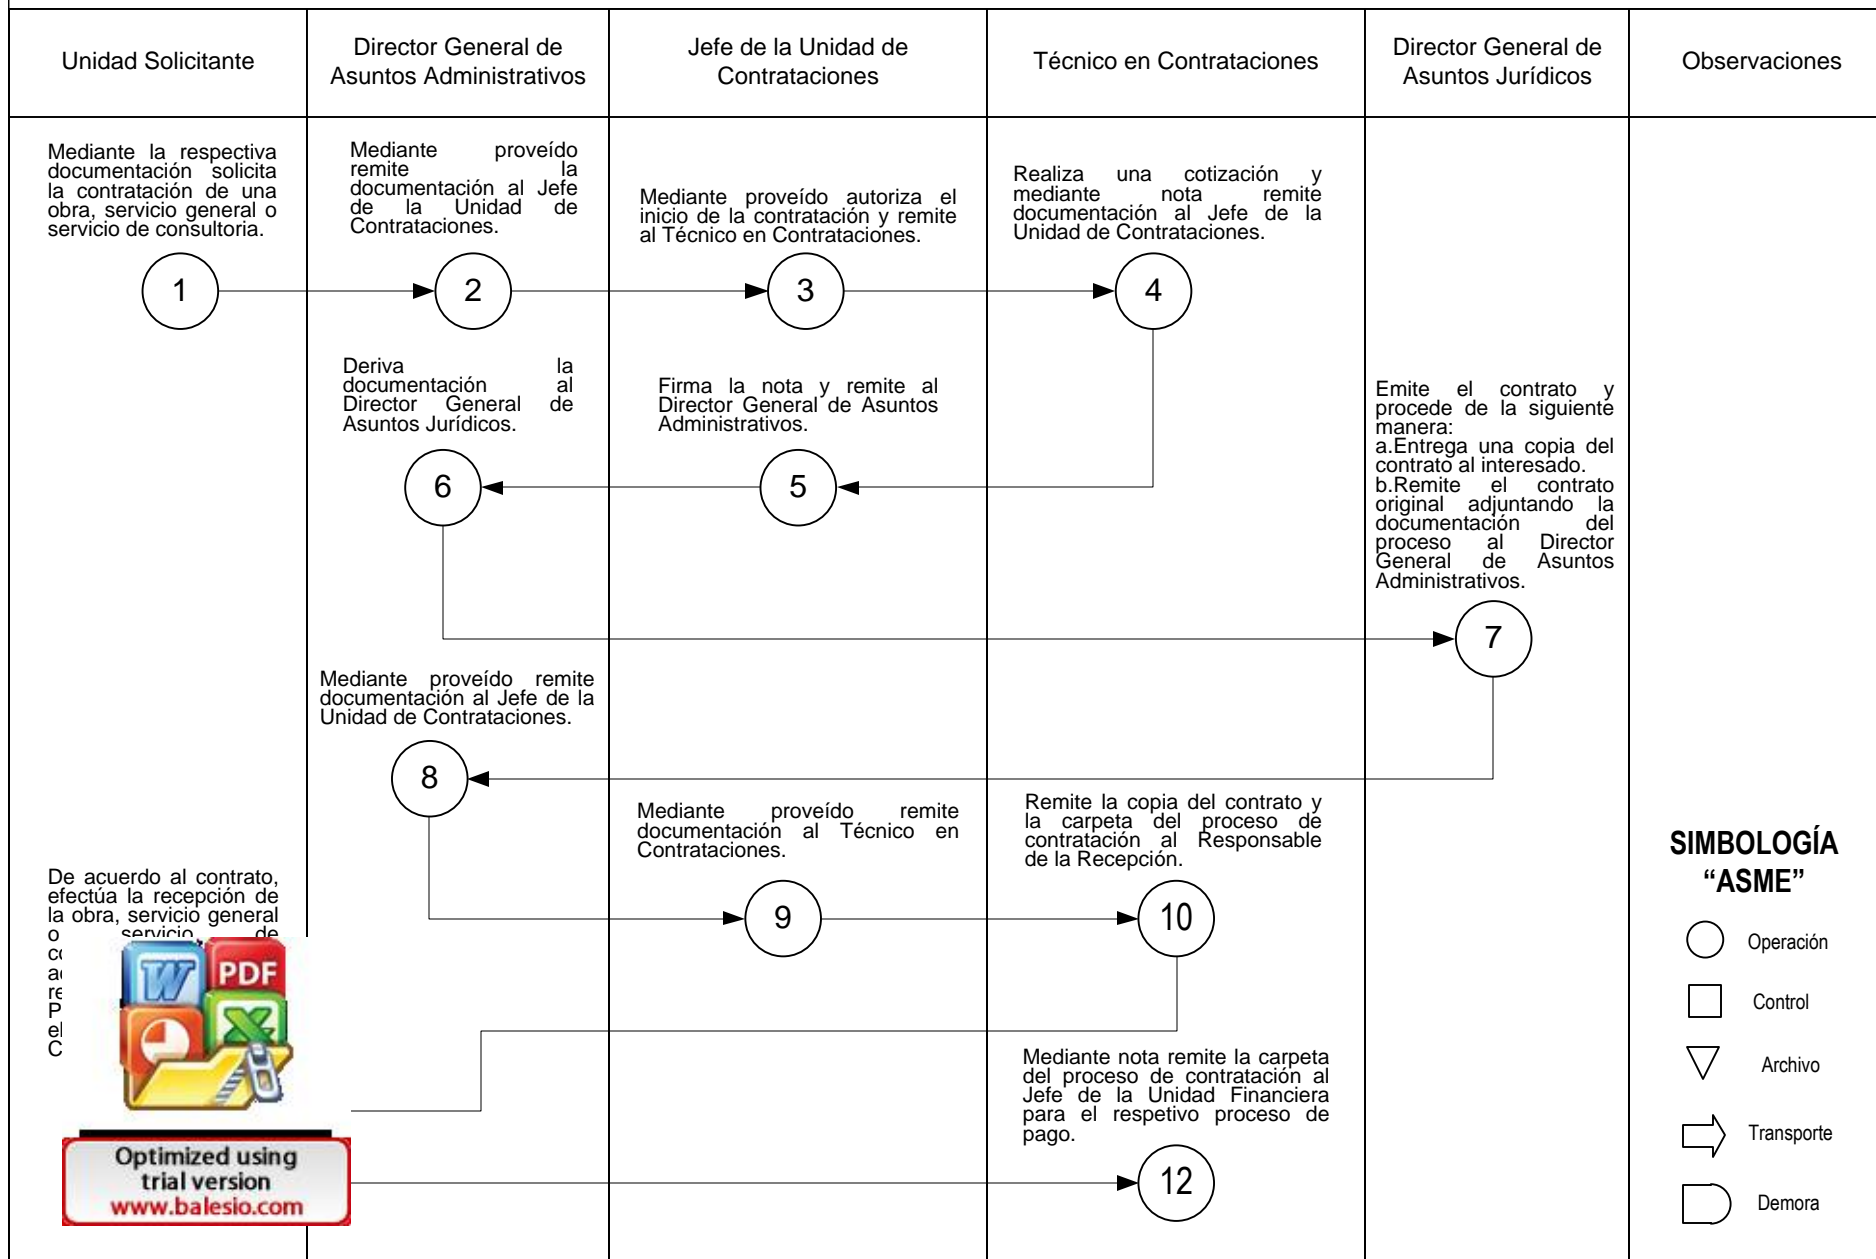 Unidad Solicitante
Director General de
Asuntos Administrativos
Jefe de la Unidad de
Contrataciones
Técnico en Contrataciones
Director General de
Asuntos Jurídicos
Observaciones
Mediante la respectiva
documentación solicita
la contratación de una
obra, servicio general o
servicio de consultoria.
1
Mediante proveído
remite la
documentación al Jefe
de la Unidad de
Contrataciones.
2
Mediante proveído autoriza el
inicio de la contratación y remite
al Técnico en Contrataciones.
3
Realiza una cotización y
mediante nota remite
documentación al Jefe de la
Unidad de Contrataciones.
4
Firma la nota y remite al
Director General de Asuntos
Administrativos.
5
Deriva la
documentación al
Director General de
Asuntos Jurídicos.
6
Emite el contrato y
procede de la siguiente
manera:
a.Entrega una copia del
contrato al interesado.
b.Remite el contrato
original adjuntando la
documentación del
proceso al Director
General de Asuntos
Administrativos.
7
Mediante proveído remite
documentación al Jefe de la
Unidad de Contrataciones.
8
Mediante proveído remite
documentación al Técnico en
Contrataciones.
9
Remite la copia del contrato y
la carpeta del proceso de
contratación al Responsable
de la Recepción.
10
De acuerdo al contrato,
efectúa la recepción de
la obra, servicio general
o servicio de
PDF
Optimized using
trial version
www.balesio.com
Mediante nota remite la carpeta
del proceso de contratación al
Jefe de la Unidad Financiera
para el respetivo proceso de
pago.
12
SIMBOLOGÍA
“ASME”
Operación
Control
Archivo
Transporte
Demora